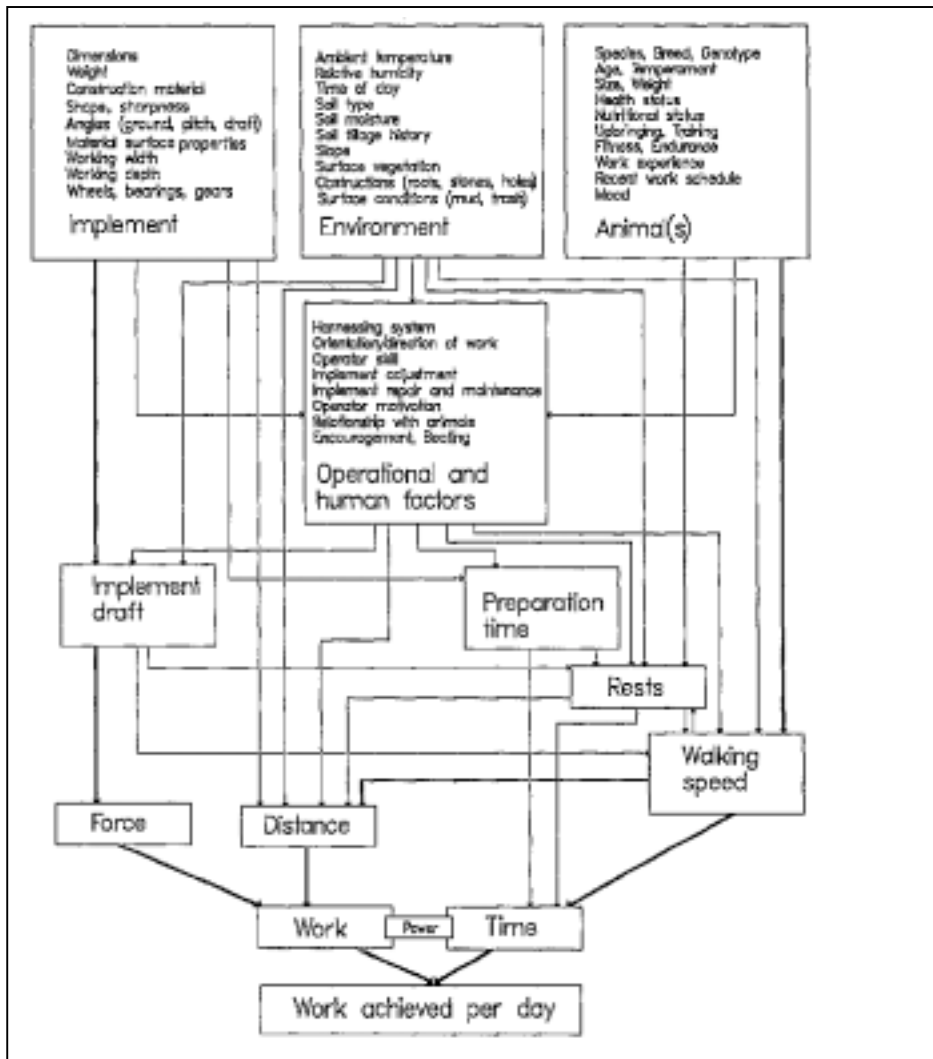 Dimensions
Weight
Construction material
Shape, sharpness
Angles (ground, pitch, draft)
Material surface properties
Working width
Working depth
Wheels, bearings, gears
Implement
Ambient temperature
Relative humidity
Time of day
Soil type
Soil moisture
Soil tillage history
Slope
Surface vegetation
(roots, stones, holes)
Surface conditions (mud, trash)
Environment
Species, Breed, Genotype
Age, Temperament
Size, Weight
Health status
Nutritional status
Upbringing, Training
Fitness, Endurance
Work experience
Recent work schedule
Mood
Animal(s)
Harnessing system
Orientation/direction of work
Operator skill
Implement adjustment
Implement repair and maintenance
Operator motivation
Relationship with animals
Encouragement, Beating
Operational and
human factors
Implement
draft
Preparation
time
Rests
Walking
speed
Force
Distance
Work
Power
Time
Work achieved per day